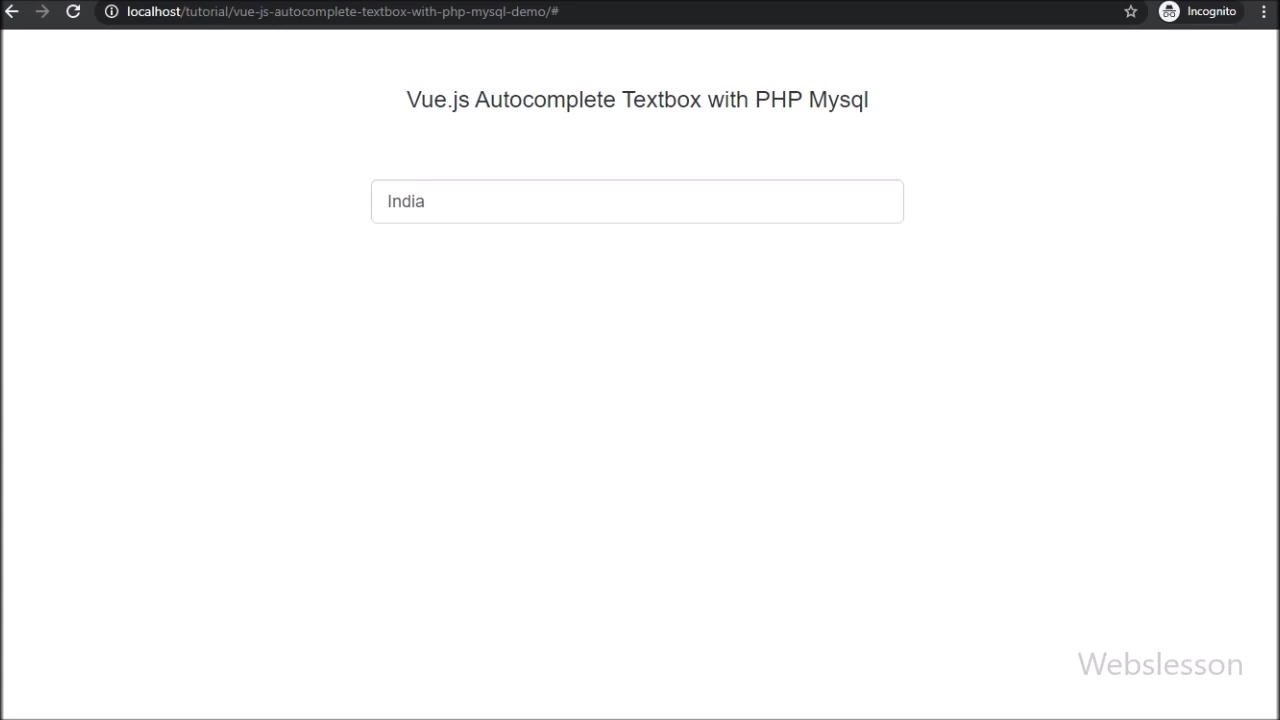 localhost/tutorial/vue-js-autocomplete-textbox-with-php-mysql-demo/#
Incognito
Vue.js Autocomplete Textbox with PHP Mysql
India
Webslesson